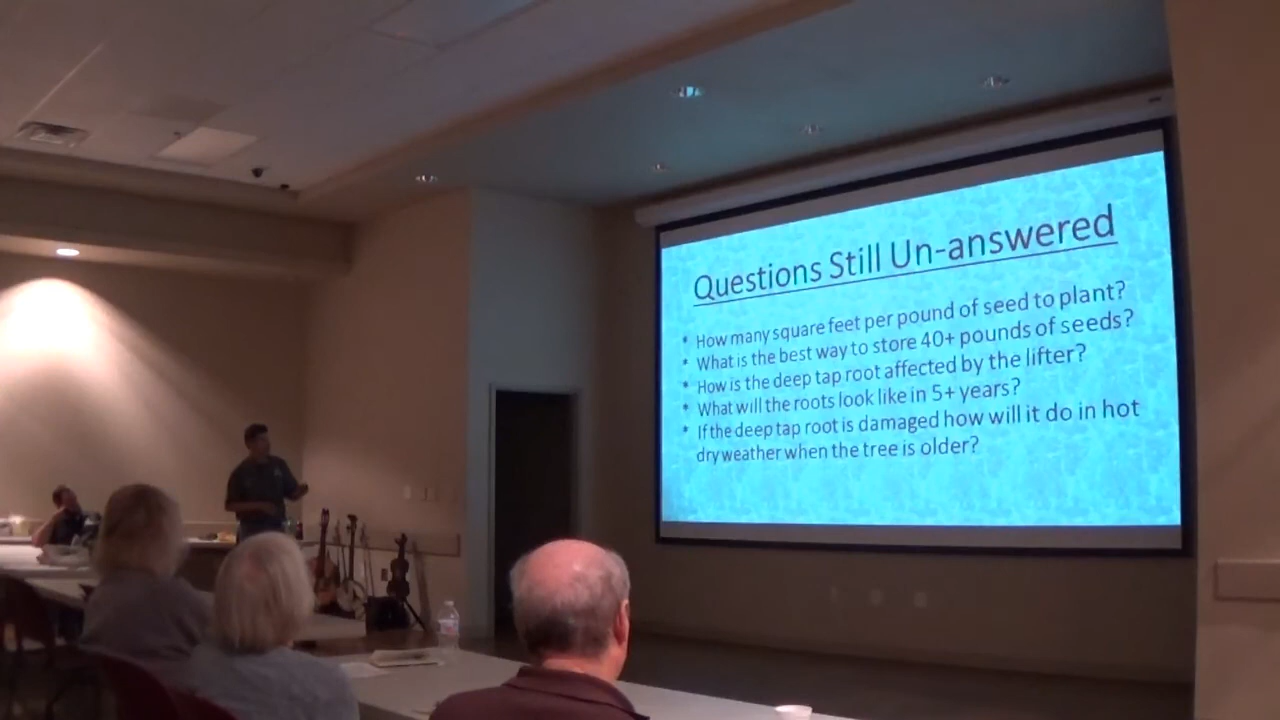 Questions Still Un-answered
* How many square feet per pound of seed to plant?
* What is the best way to store 40+ pounds of seeds?
* How is the deep tap root affected by the lifter?
* What will the roots look like in 5+ years?
* If the deep tap root is damaged how will it do in hot
dry weather when the tree is older?